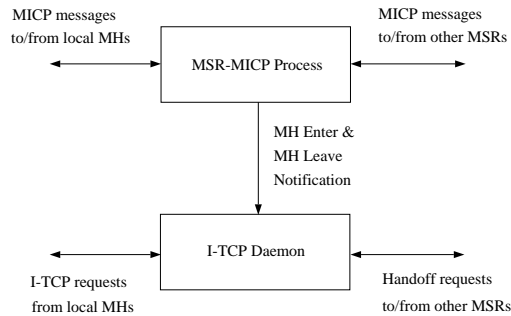 MICP messages
to/from local MHs
MICP messages
to/from other MSRs
MSR-MICP Process
MH Enter &
MH Leave
Notification
I-TCP Daemon
I-TCP requests
from local MHs
Handoff requests
to/from other MSRs